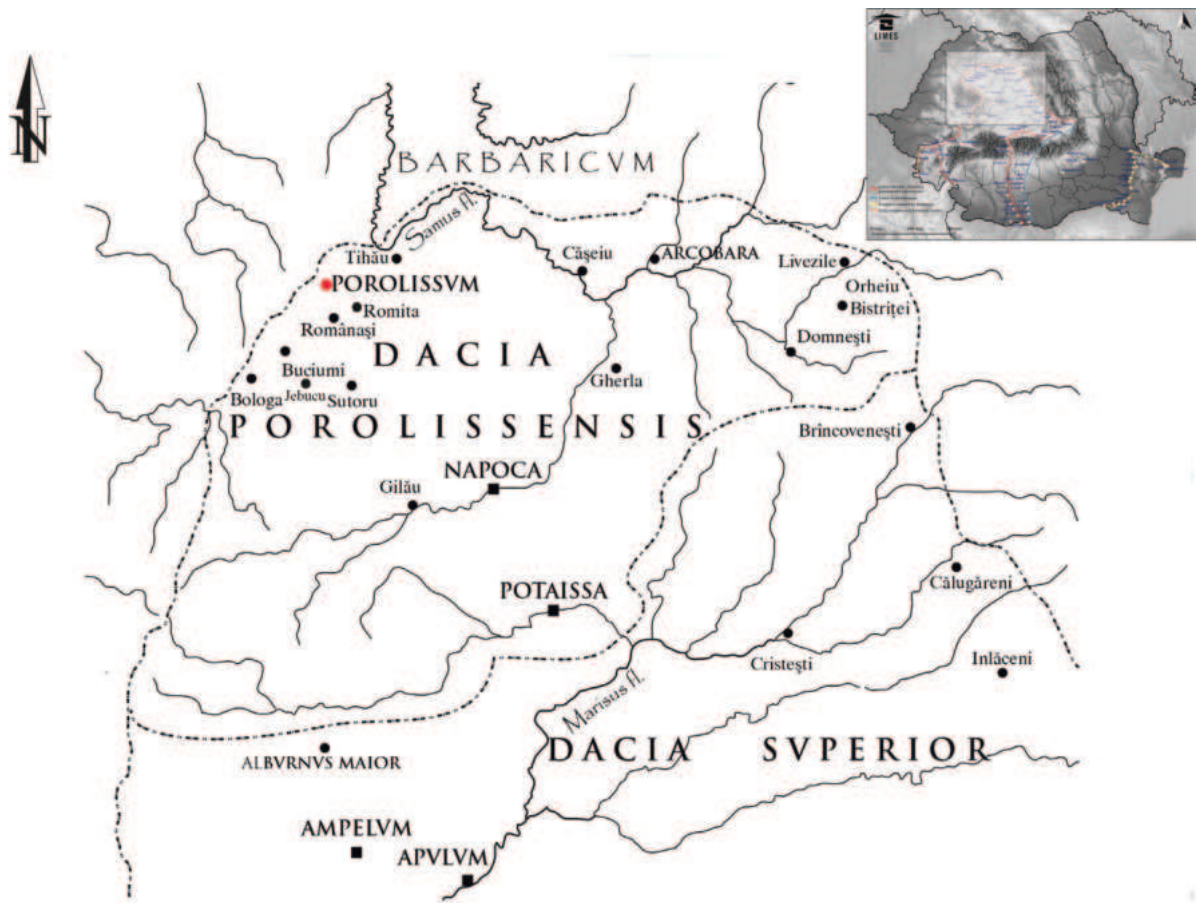 LIMES
N
BARBARICVM
Samus fl.
Tihău
Căşeiu
ARCOBARA
Livezile
POROLISSVM
Orheiu
Bistriţei
Romita
Românaşi
Domneşti
DACIA
Buciumi
Gherla
Bologa
Jebucu
Sutoru
POROLISSENSIS
Brîncoveneşti
NAPOCA
Gilău
POTAISSA
Călugăreni
Cristeşti
Inlăceni
Marisus fl.
DACIA SVPERIOR
ALBVRNVS MAIOR
AMPELVM
APVLVM